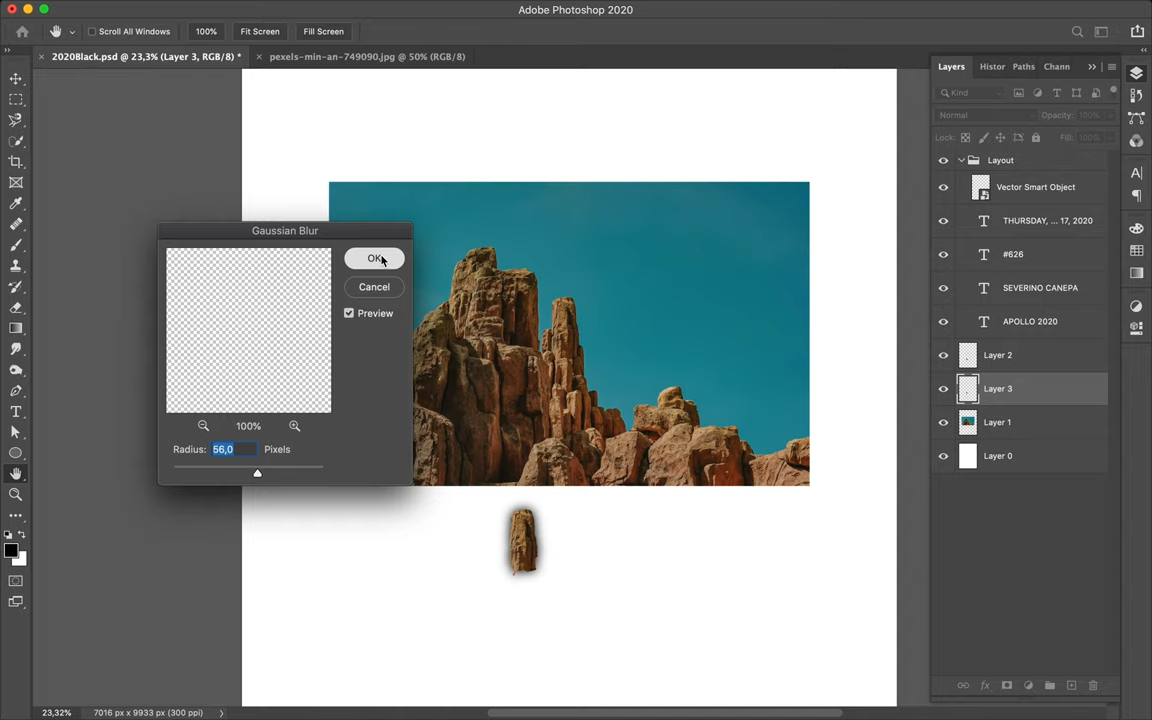 Adobe Photoshop 2020
Scroll All Windows
100%
Fit Screen
Fill Screen
2020Black.psd @ 23,3% (Layer 3, RGB/8) *
pexels-min-an-749090.jpg @ 50% (RGB/8)
Layers
Histor
Paths
Chann
Kind
Normal
Opacity: 100%
Lock:
Fill: 100%
Layout
Vector Smart Object
THURSDAY, ... 17, 2020
#626
SEVERINO CANEPA
APOLLO 2020
Layer 2
Layer 3
Layer 1
Layer 0
Gaussian Blur
OK
Cancel
Preview
100%
Radius: 56,0 Pixels
23,32%
7016 px x 9933 px (300 ppi)